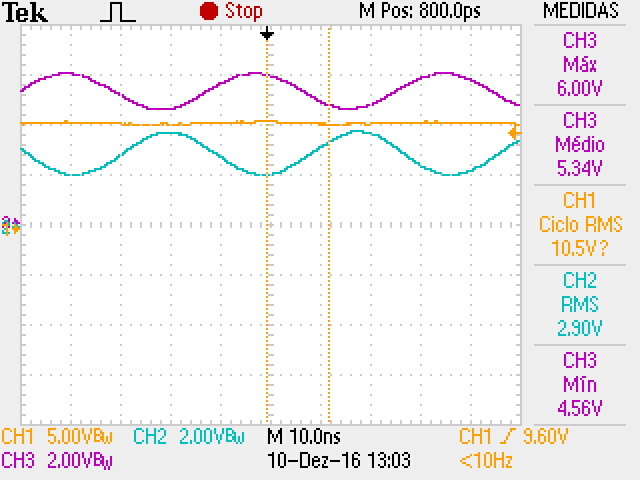 Tek Stop M Pos: 800.0ps MEDIDAS
CH3
Máx
6.00V
CH3
Médio
5.34V
CH1
Ciclo RMS
10.5V?
CH2
RMS
2.90V
CH3
Mín
4.56V
CH1 5.00VBw CH2 2.00VBw M 10.0ns CH1 9.60V
CH3 2.00VBw 10-Dez-16 13:03 <10Hz